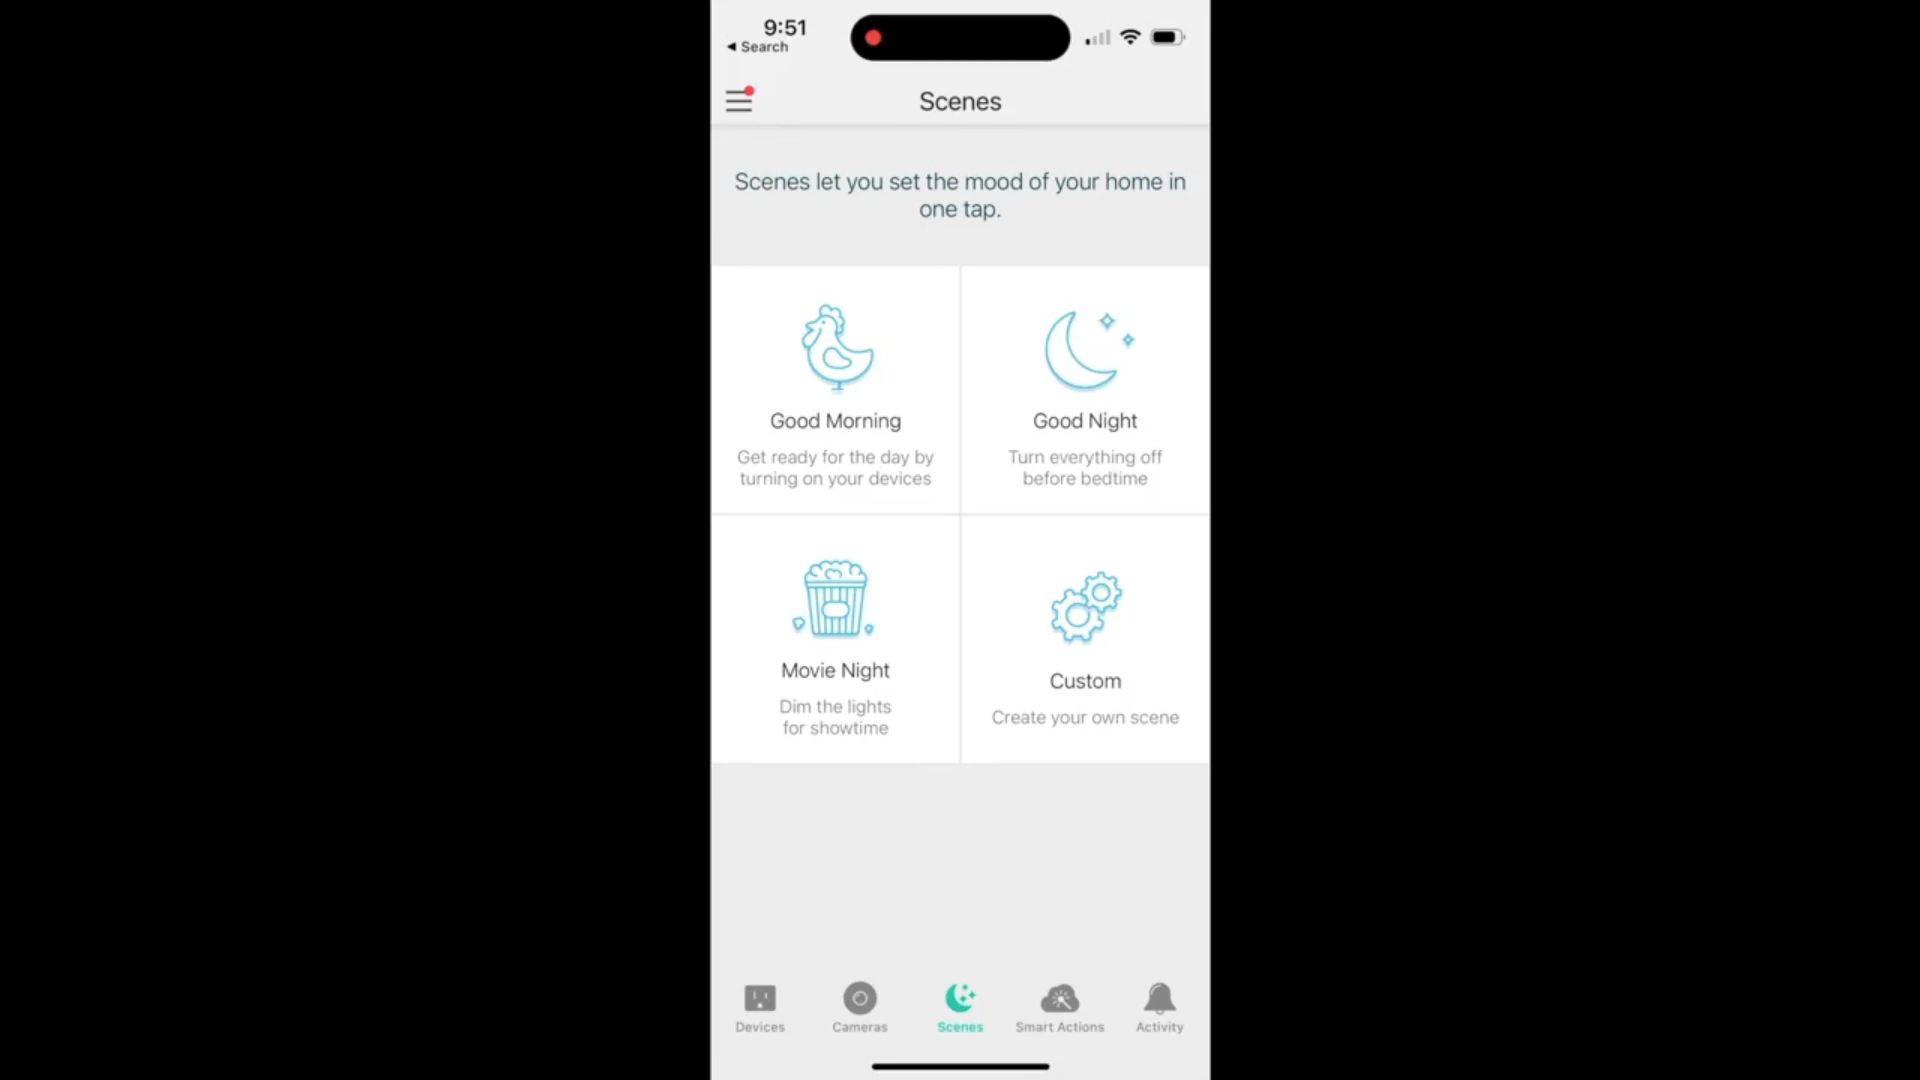 9:51
Search
Scenes
Scenes let you set the mood of your home in
one tap.
Good Morning
Get ready for the day by
turning on your devices
Good Night
Turn everything off
before bedtime
Movie Night
Dim the lights
for showtime
Custom
Create your own scene
Devices
Cameras
Scenes
Smart Actions
Activity